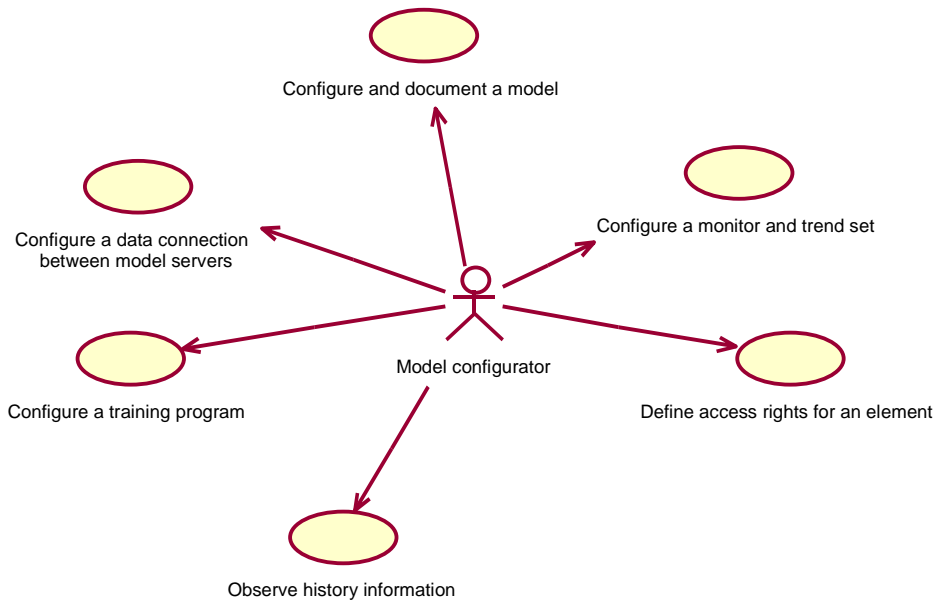 Configure and document a model
Configure a monitor and trend set
Configure a data connection
between model servers
Model configurator
Configure a training program
Define access rights for an element
Observe history information